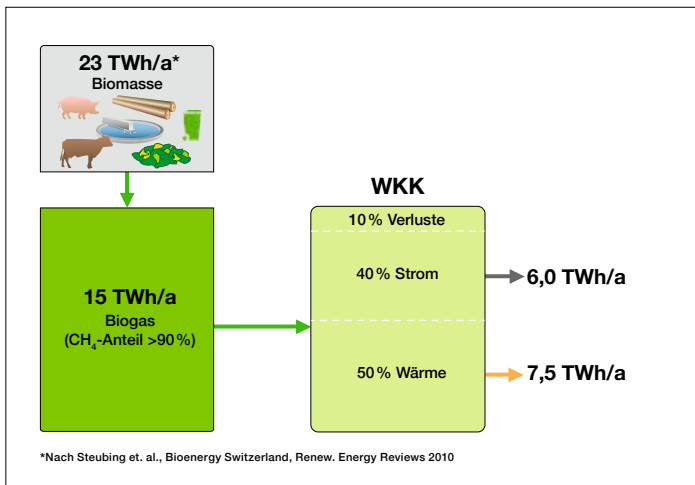 23 TWh/a*
Biomasse
WKK
10 % Verluste
40 % Strom
6,0 TWh/a
15 TWh/a
Biogas
(CH₄-Anteil >90 %)
50 % Wärme
7,5 TWh/a
*Nach Steubing et. al., Bioenergy Switzerland, Renew. Energy Reviews 2010